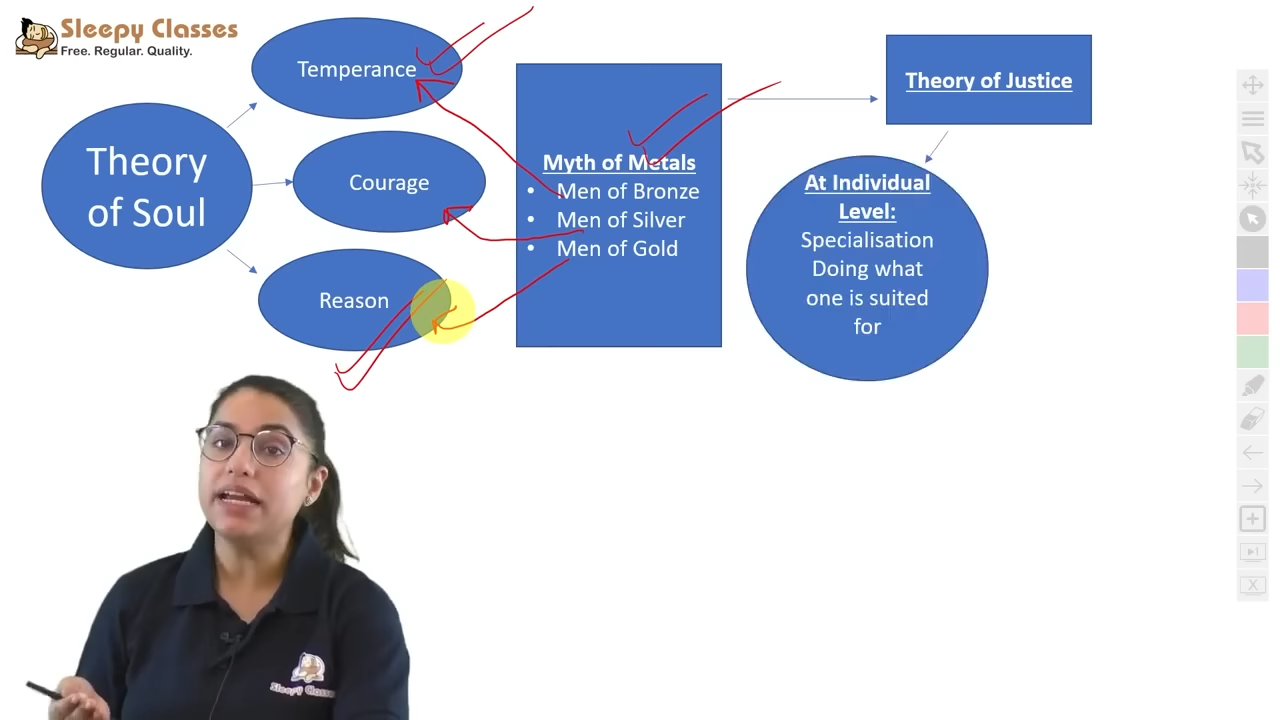 Sleepy Classes
Free. Regular. Quality.
Theory
of Soul
Temperance
Courage
Reason
Myth of Metals
• Men of Bronze
• Men of Silver
• Men of Gold
Theory of Justice
At Individual
Level:
Specialisation
Doing what
one is suited
for
Sleepy Classes